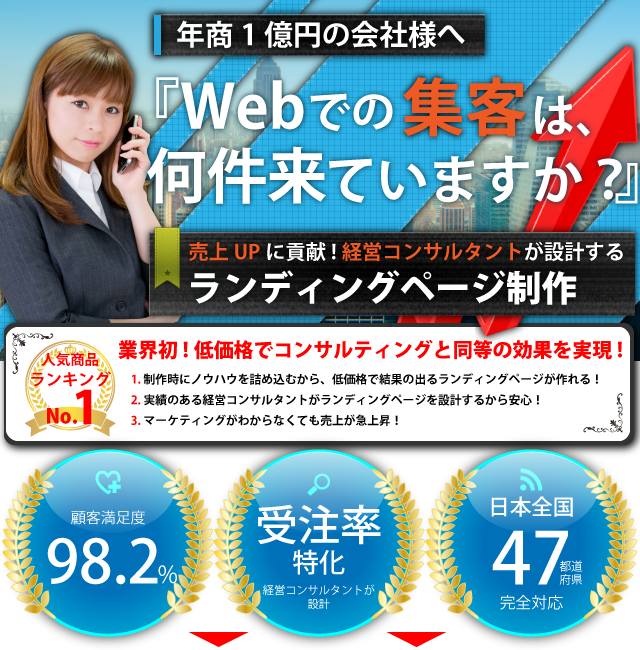 年商1億円の会社様へ
『Webでの集客は、
何件来ていますか?』
売上UPに貢献！経営コンサルタントが設計する
ランディングページ制作
人気商品
ランキング
No.1
業界初！低価格でコンサルティングと同等の効果を実現！
1. 制作時にノウハウを詰め込むから、低価格で結果の出るランディングページが作れる！
2. 実績のある経営コンサルタントがランディングページを設計するから安心！
3. マーケティングがわからなくても売上が急上昇！
顧客満足度
98.2%
受注率
特化
経営コンサルタントが
設計
日本全国
47都道府県
完全対応